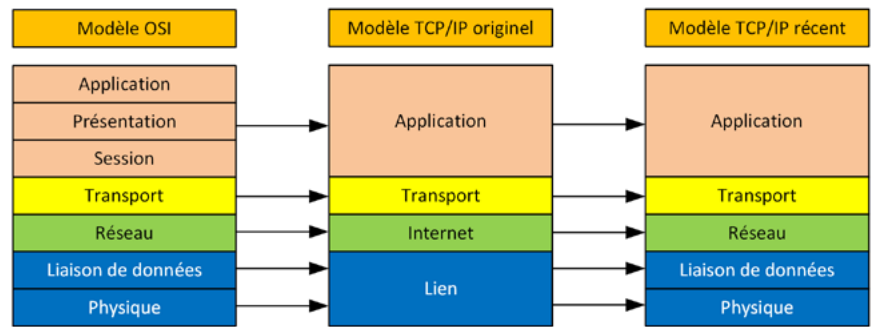 Modèle OSI
Modèle TCP/IP originel
Modèle TCP/IP récent
Application
Présentation
Session
Transport
Réseau
Liaison de données
Physique
Application
Transport
Internet
Lien
Application
Transport
Réseau
Liaison de données
Physique